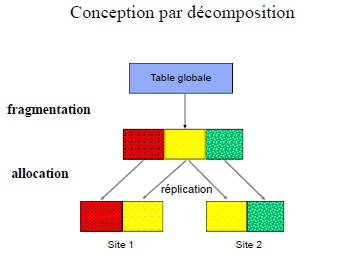 Conception par décomposition
Table globale
fragmentation
allocation
réplication
Site 1
Site 2